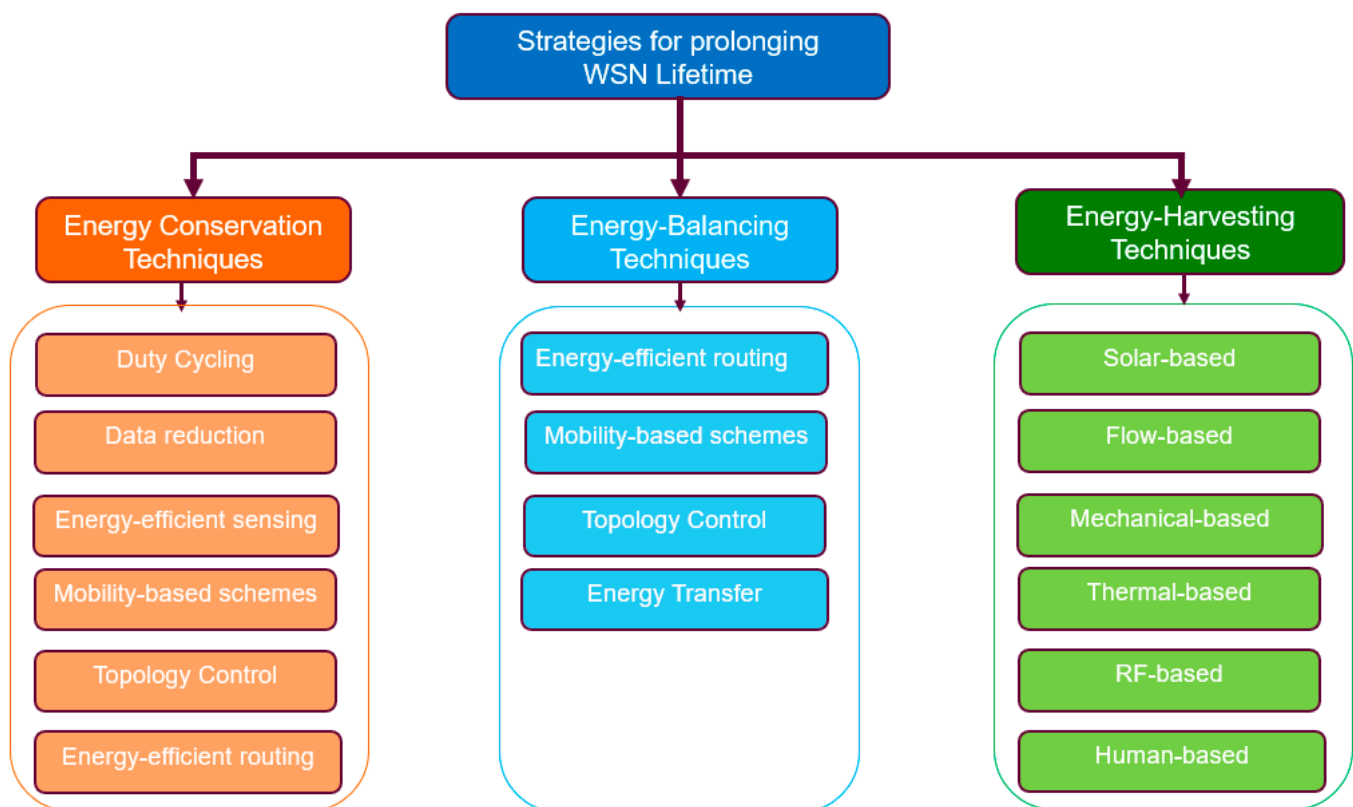 Strategies for prolonging
WSN Lifetime
Energy Conservation
Techniques
Duty Cycling
Data reduction
Energy-efficient sensing
Mobility-based schemes
Topology Control
Energy-efficient routing
Energy-Balancing
Techniques
Energy-efficient routing
Mobility-based schemes
Topology Control
Energy Transfer
Energy-Harvesting
Techniques
Solar-based
Flow-based
Mechanical-based
Thermal-based
RF-based
Human-based